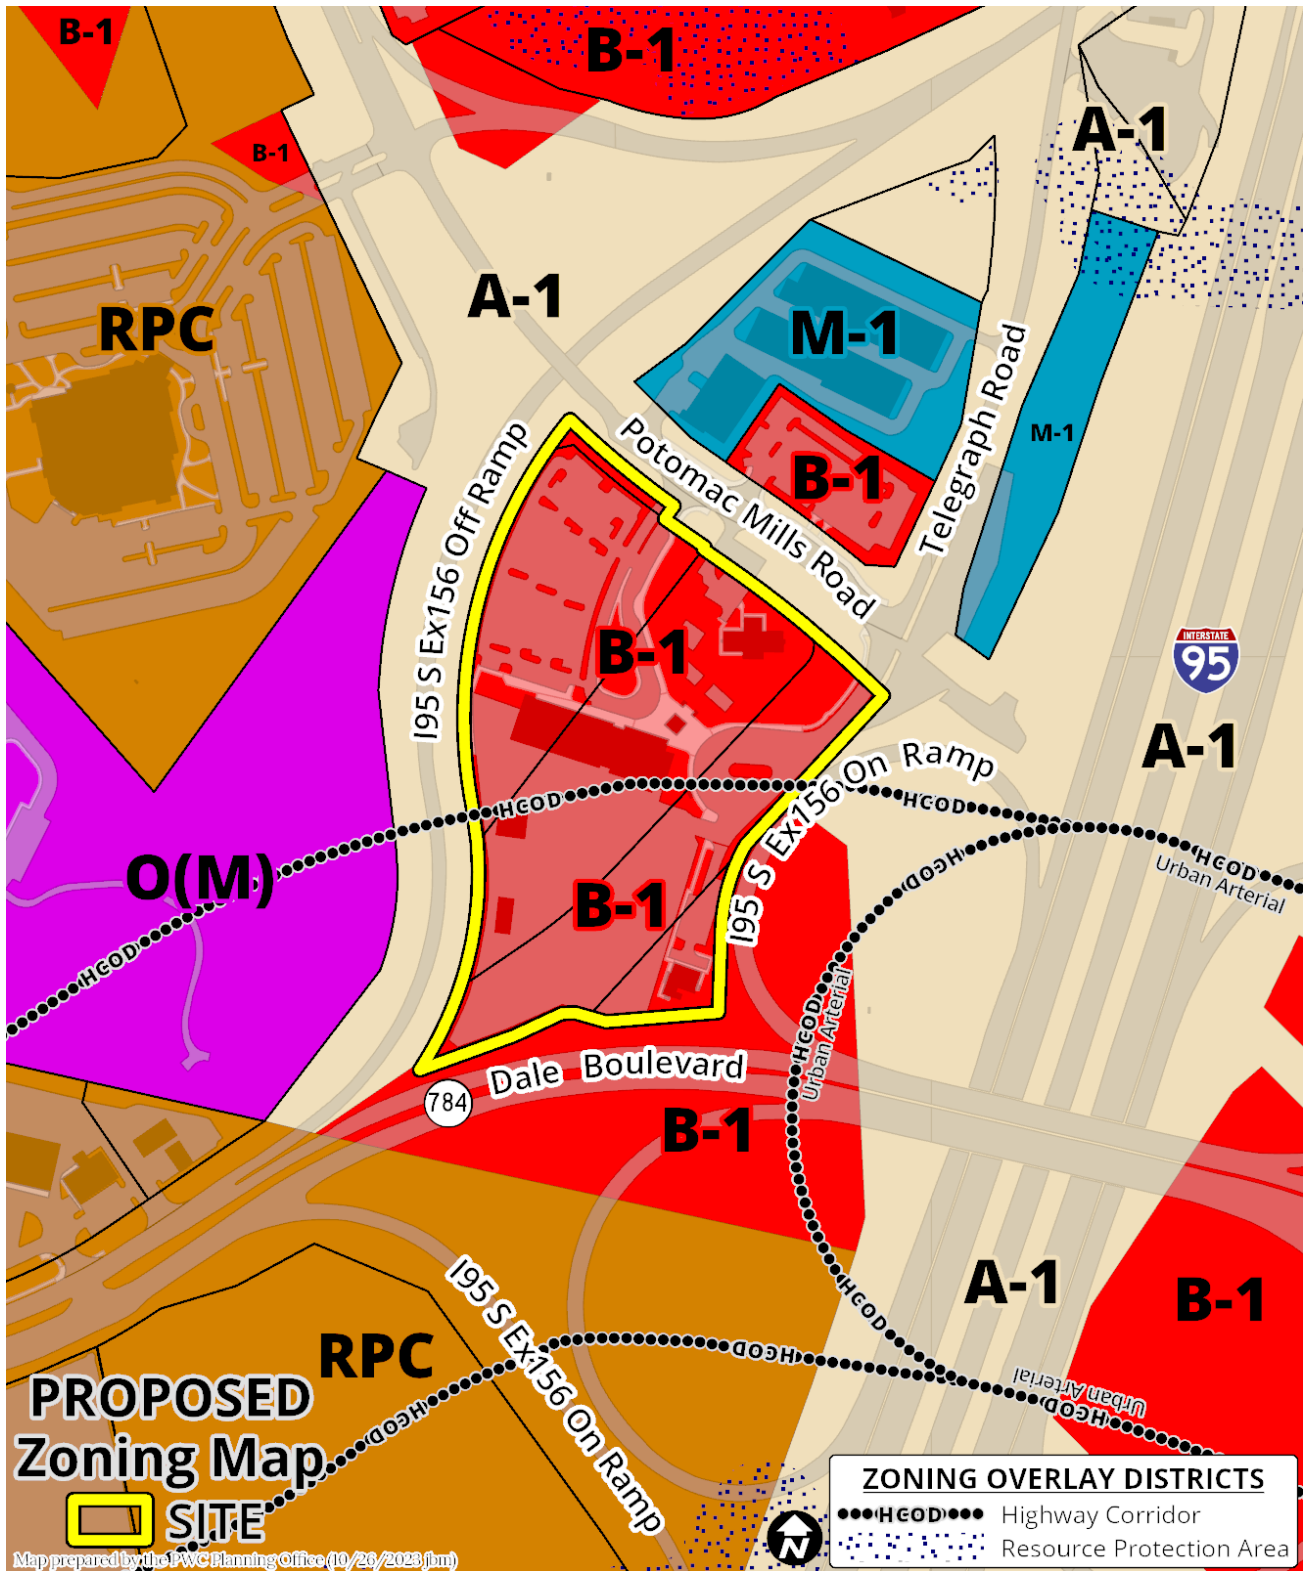 B-1
B-1
B-1
A-1
A-1
RPC
M-1
M-1
B-1
Potomac Mills Road
Telegraph Road
I95 S Ex156 Off Ramp
B-1
INTERSTATE
95
A-1
I95 S Ex156 On Ramp
HCOD
HCOD
HCOD
HCOD
Urban Arterial
O(M)
HCOD
B-1
HCOD
Urban Arterial
Dale Boulevard
784
B-1
HCOD
A-1
B-1
I95 S Ex156 On Ramp
RPC
HCOD
HCOD
HCOD
Urban Arterial
PROPOSED
Zoning Map
SITE
Map prepared by the PWC Planning Office (10/26/2023 jbm)
N
ZONING OVERLAY DISTRICTS
HCOD Highway Corridor
Resource Protection Area